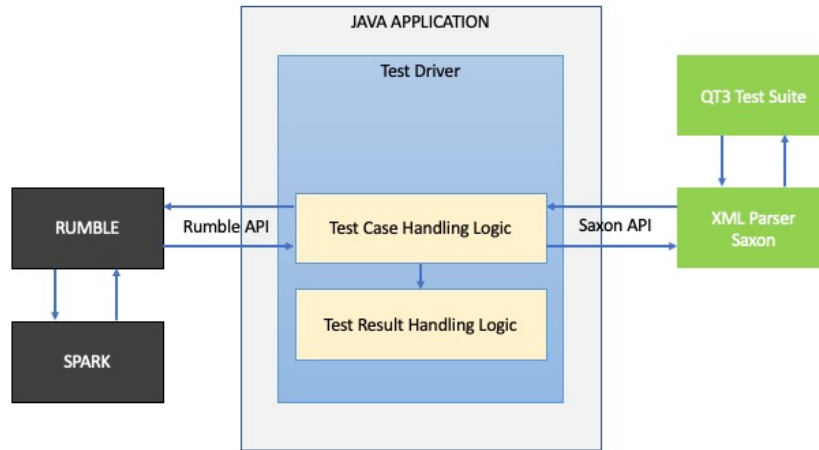 JAVA APPLICATION
Test Driver
QT3 Test Suite
RUMBLE
Rumble API
Test Case Handling Logic
Saxon API
XML Parser
Saxon
Test Result Handling Logic
SPARK